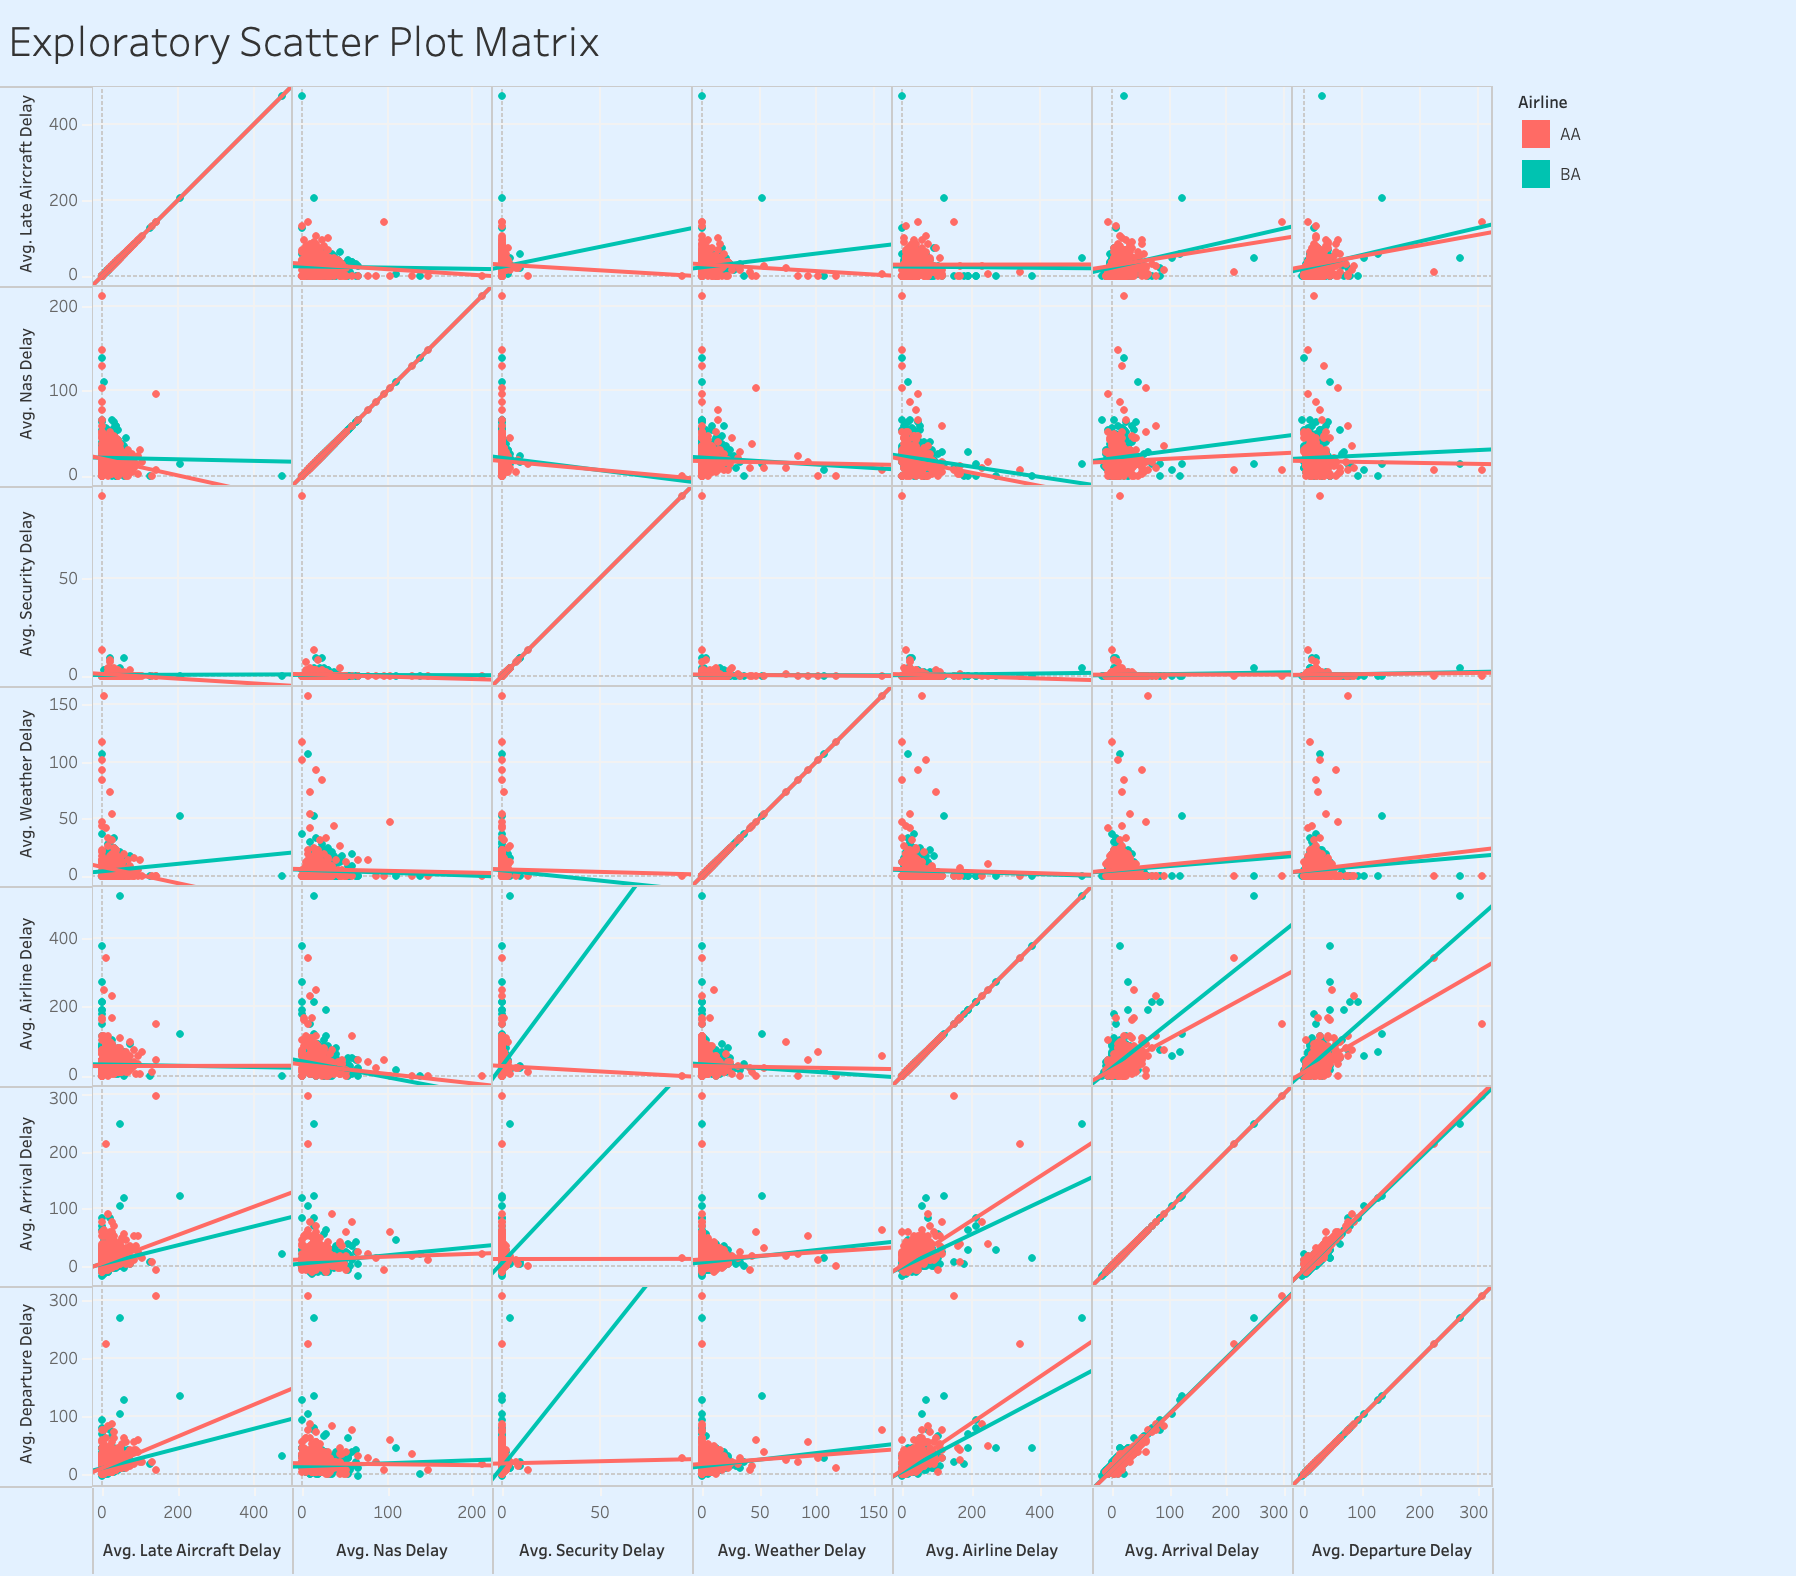 Exploratory Scatter Plot Matrix
Airline
AA
BA
Avg. Late Aircraft Delay
400
200
0
Avg. Nas Delay
200
100
0
Avg. Security Delay
50
0
Avg. Weather Delay
150
100
50
0
Avg. Airline Delay
400
200
0
Avg. Arrival Delay
300
200
100
0
Avg. Departure Delay
300
200
100
0
0 200 400 0 100 200 0 50 0 50 100 150 0 200 400 0 100 200 300 0 100 200 300
Avg. Late Aircraft Delay Avg. Nas Delay Avg. Security Delay Avg. Weather Delay Avg. Airline Delay Avg. Arrival Delay Avg. Departure Delay